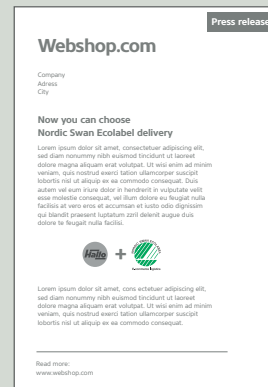 Press release
Webshop.com
Company
Adress
City
Now you can choose
Nordic Swan Ecolabel delivery
Lorem ipsum dolor sit amet, consectetuer adipiscing elit,
sed diam nonummy nibh euismod tincidunt ut laoreet
dolore magna aliquam erat volutpat. Ut wisi enim ad minim
veniam, quis nostrud exerci tation ullamcorper suscipit
lobortis nisl ut aliquip ex ea commodo consequat. Duis
autem vel eum iriure dolor in hendrerit in vulputate velit
esse molestie consequat, vel illum dolore eu feugiat nulla
facilisis at vero eros et accumsan et iusto odio dignissim
qui blandit praesent luptatum zzril delenit augue duis
dolore te feugait nulla facilisi.
Hallo
+
Lorem ipsum dolor sit amet, cons ectetuer adipiscing elit,
sed diam nonummy nibh euismod tincidunt ut laoreet
dolore magna aliquam erat volutpat. Ut wisi enim ad minim
veniam, quis nostrud exerci tation ullamcorper suscipit
lobortis nisl ut aliquip ex ea commodo consequat.
Read more:
www.webshop.com